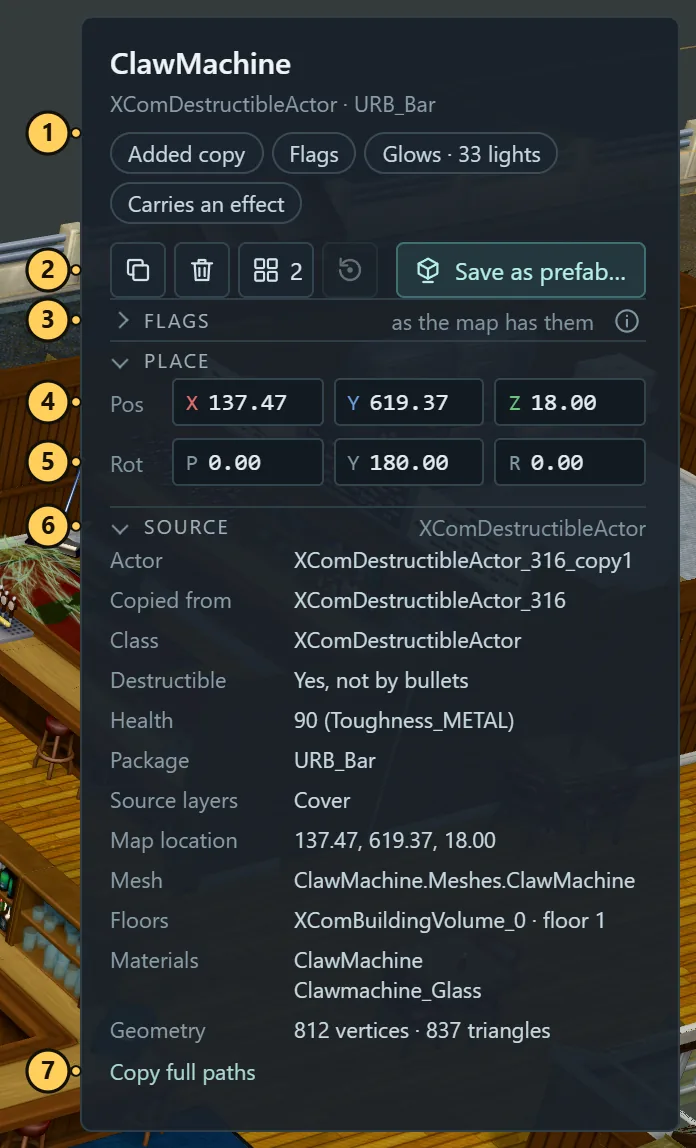 ClawMachine
XComDestructibleActor · URB_Bar
1
Added copy Flags Glows · 33 lights
Carries an effect
2
2 Save as prefab...
3
FLAGS as the map has them
PLACE
4
Pos X 137.47 Y 619.37 Z 18.00
5
Rot P 0.00 Y 180.00 R 0.00
6
SOURCE XComDestructibleActor
Actor XComDestructibleActor_316_copy1
Copied from XComDestructibleActor_316
Class XComDestructibleActor
Destructible Yes, not by bullets
Health 90 (Toughness_METAL)
Package URB_Bar
Source layers Cover
Map location 137.47, 619.37, 18.00
Mesh ClawMachine.Meshes.ClawMachine
Floors XComBuildingVolume_0 · floor 1
Materials ClawMachine
Clawmachine_Glass
Geometry 812 vertices · 837 triangles
7
Copy full paths